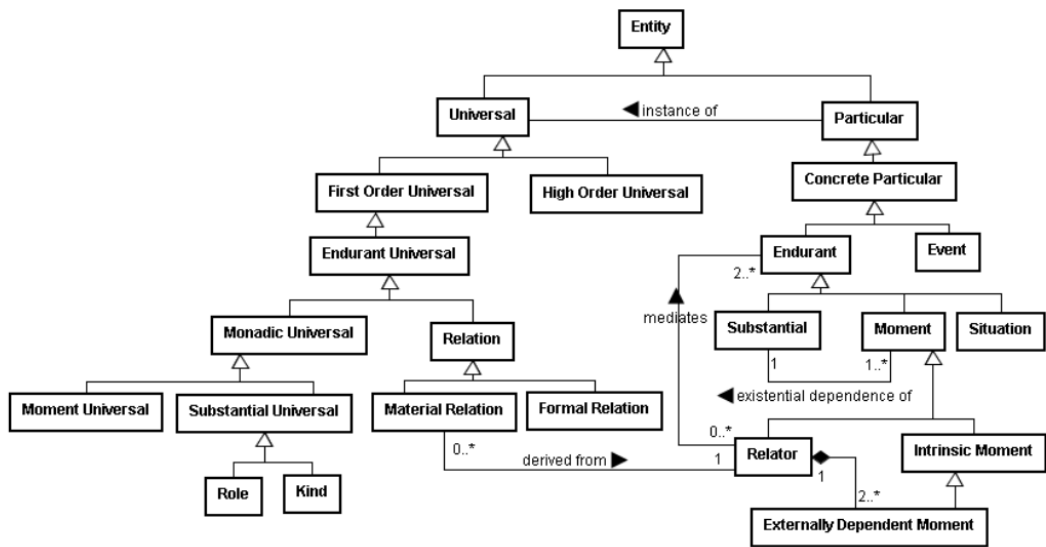 Entity
Universal
◄ instance of
Particular
First Order Universal
High Order Universal
Concrete Particular
Endurant Universal
Endurant
Event
2..*
Monadic Universal
Relation
mediates
Substantial
Moment
Situation
1
1..*
Moment Universal
Substantial Universal
Material Relation
Formal Relation
◄ existential dependence of
0..*
0..*
derived from ►
1
Relator
1
Intrinsic Moment
Role
Kind
2..*
Externally Dependent Moment